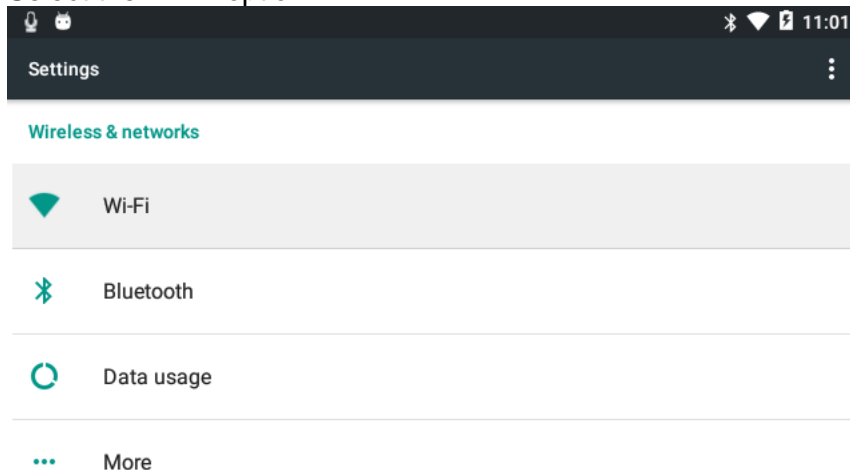 11:01
Settings
Wireless & networks
Wi-Fi
Bluetooth
Data usage
More